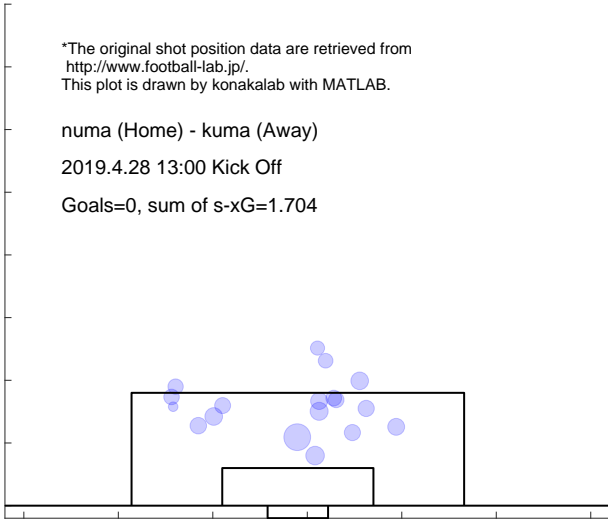 *The original shot position data are retrieved from
http://www.football-lab.jp/.
This plot is drawn by konakalab with MATLAB.
numa (Home) - kuma (Away)
2019.4.28 13:00 Kick Off
Goals=0, sum of s-xG=1.704